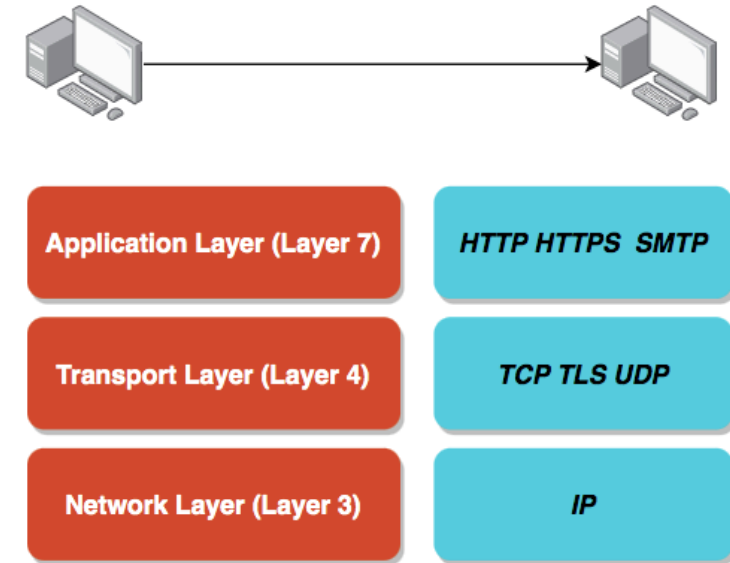 Application Layer (Layer 7)
HTTP HTTPS SMTP
Transport Layer (Layer 4)
TCP TLS UDP
Network Layer (Layer 3)
IP